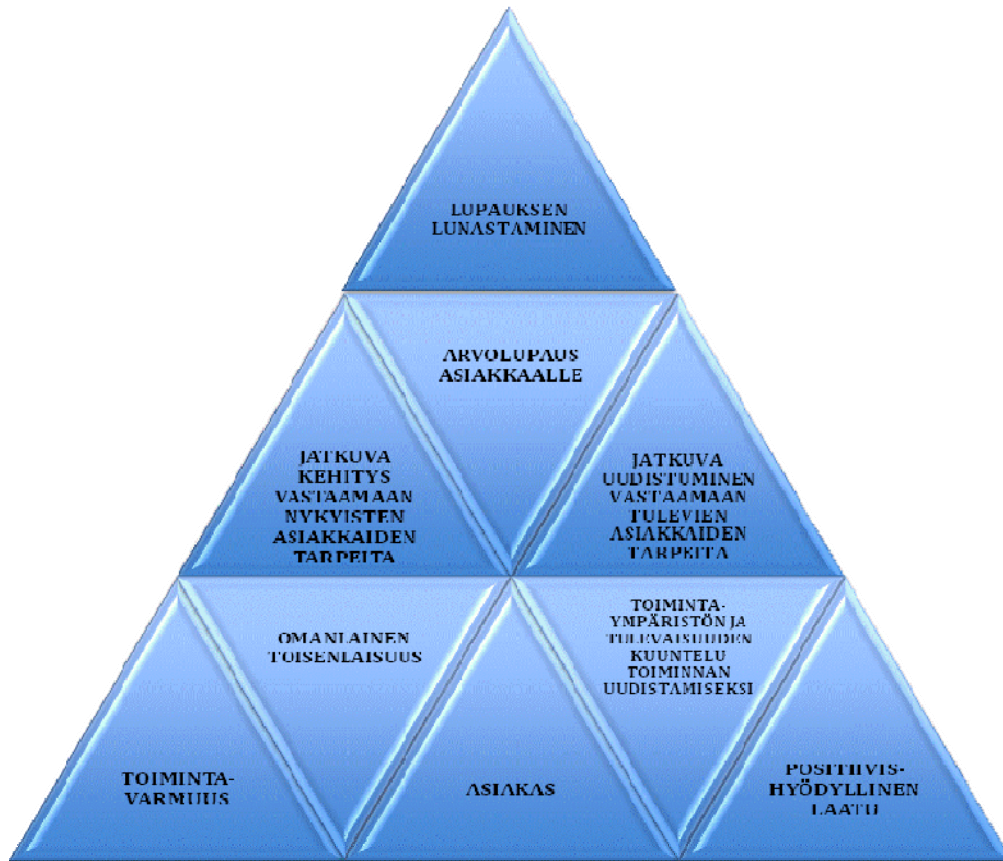 LUPAUKSEN
LUNASTAMINEN
ARVOLUPAUS
ASIAKKAALLE
JATKUVA
KEHITYS
VASTAAMAAN
NYKYISTEN
ASIAKKAIDEN
TARPEITA
JATKUVA
UUDISTUMINEN
VASTAAMAAN
TULEVIEN
ASIAKKAIDEN
TARPEITA
OMANLAINEN
TOISENLAISUUS
TOIMINTA-
YMPÄRISTÖN JA
TULEVAISUUDEN
KUUNTELU
TOIMINNAN
UUDISTAMISEKSI
TOIMINTA-
VARMUUS
ASIAKAS
POSITIIVIS-
HYÖDYLLINEN
LAATU